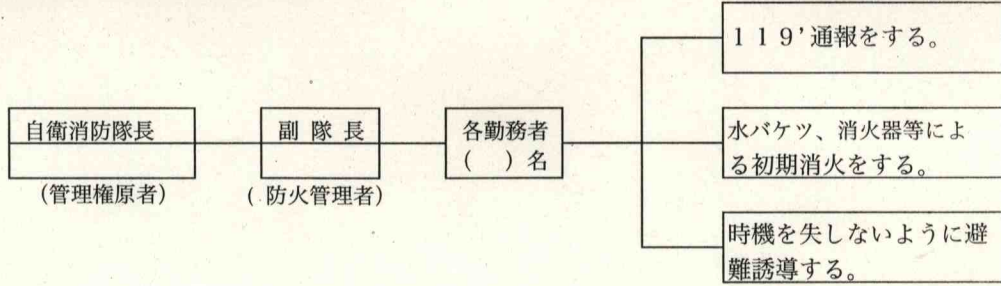 119’通報をする。
自衛消防隊長
(管理権原者)
副 隊 長
(防火管理者)
各勤務者
(  )名
水バケツ、消火器等によ
る初期消火をする。
時機を失しないように避
難誘導する。